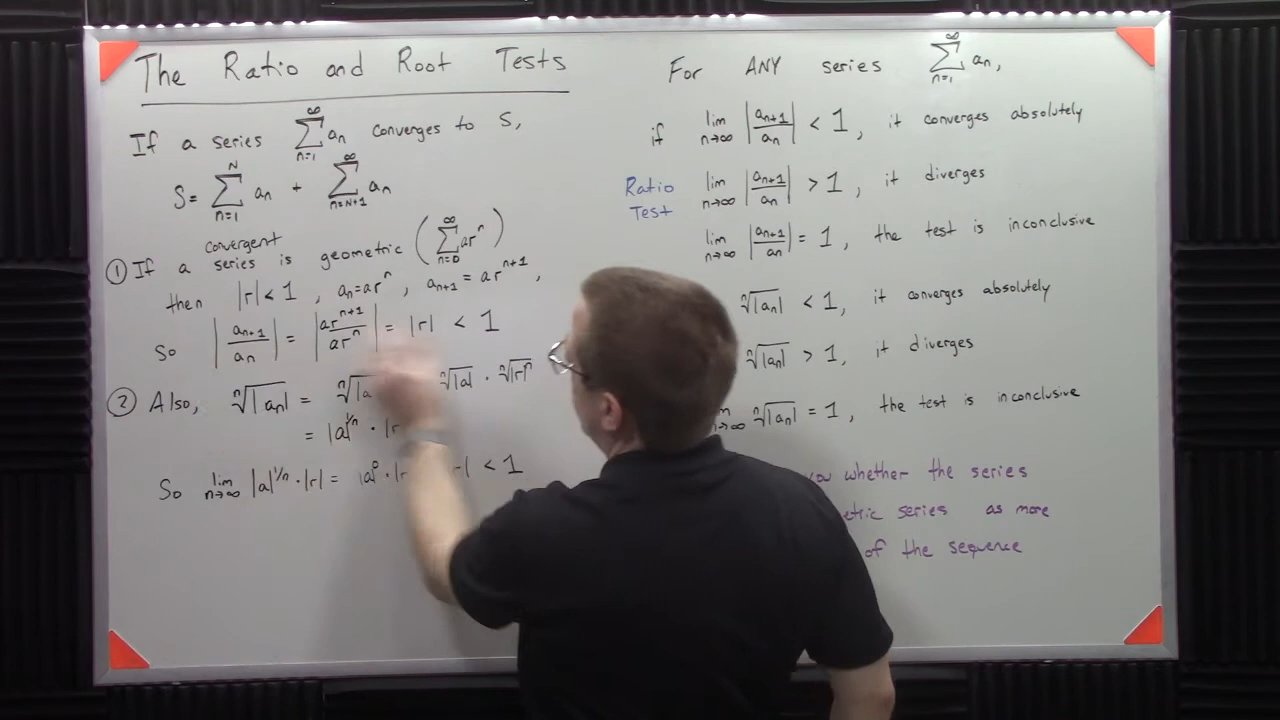 The Ratio and Root Tests
If a series ∑_{n=1}^{∞} a_n converges to S,
S = ∑_{n=1}^{N} a_n + ∑_{n=N+1}^{∞} a_n
convergent
① If a series is geometric (∑_{n=0}^{∞} ar^n)
then |r| < 1 , a_n = ar^n , a_{n+1} = ar^{n+1} ,
So |a_{n+1}/a_n| = |ar^{n+1}/ar^n| = |r| < 1
② Also, ⁿ√|a_n| = ⁿ√|a ⁿ√|a| · ⁿ√|r|^n
= |a|^{1/n} · |r
So lim_{n→∞} |a|^{1/n} · |r| = |a|^0 · |r r| < 1
For ANY series ∑_{n=1}^{∞} a_n,
if lim_{n→∞} |a_{n+1}/a_n| < 1, it converges absolutely
Ratio Test
lim_{n→∞} |a_{n+1}/a_n| > 1, it diverges
lim_{n→∞} |a_{n+1}/a_n| = 1, the test is inconclusive
ⁿ√|a_n| < 1, it converges absolutely
ⁿ√|a_n| > 1, it diverges
n→∞ ⁿ√|a_n| = 1, the test is inconclusive
whether the series
series as more
of the sequence